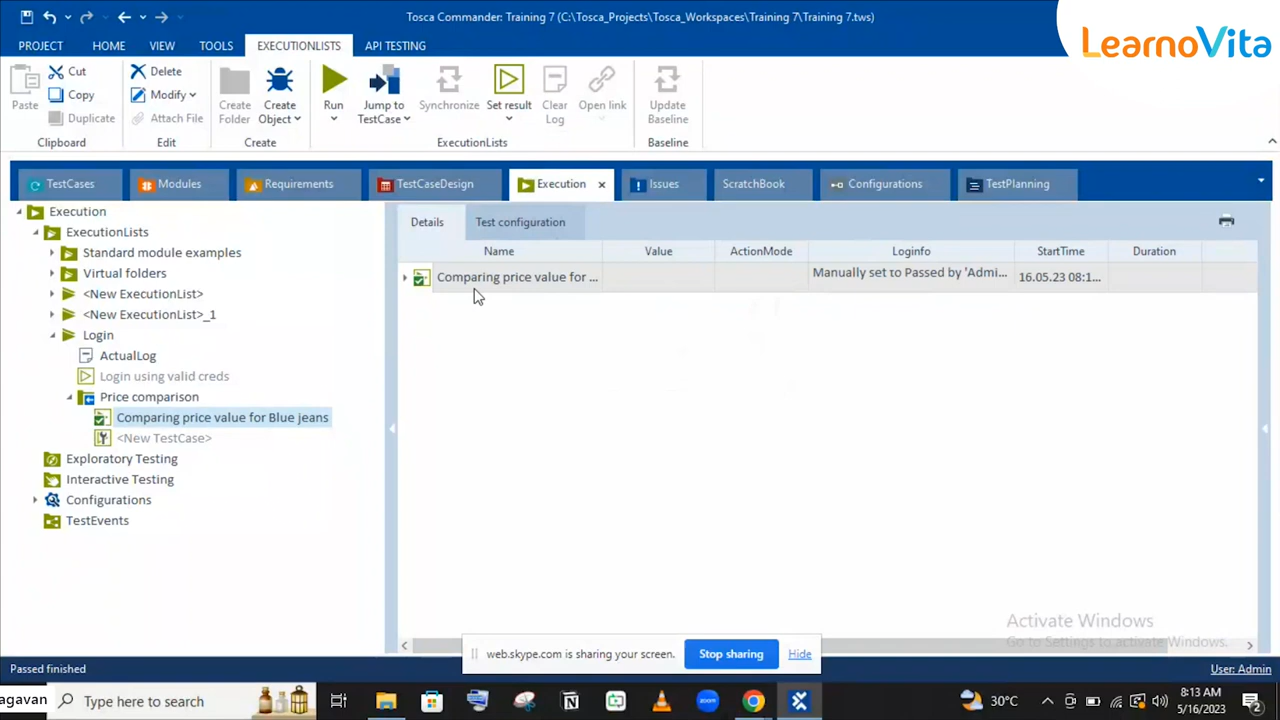 Tosca Commander: Training 7 (C:\Tosca_Projects\Tosca_Workspaces\Training 7\Training 7.tws)
LearnoVita
PROJECT HOME VIEW TOOLS EXECUTIONLISTS API TESTING
Paste Cut Copy Duplicate
Delete Modify Attach File
Create Folder Create Object
Run Jump to TestCase Synchronize Set result Clear Log Open link
Update Baseline
Clipboard Edit Create ExecutionLists Baseline
TestCases Modules Requirements TestCaseDesign Execution x Issues ScratchBook Configurations TestPlanning
Execution
ExecutionLists
Standard module examples
Virtual folders
<New ExecutionList>
<New ExecutionList>_1
Login
ActualLog
Login using valid creds
Price comparison
Comparing price value for Blue jeans
<New TestCase>
Exploratory Testing
Interactive Testing
Configurations
TestEvents
Details Test configuration
Name Value ActionMode Loginfo StartTime Duration
Comparing price value for ... Manually set to Passed by 'Admi... 16.05.23 08:1...
Activate Windows
Go to Settings to activate Windows.
web.skype.com is sharing your screen. Stop sharing Hide
Passed finished User: Admin
agavan Type here to search 30°C 8:13 AM
5/16/2023 2